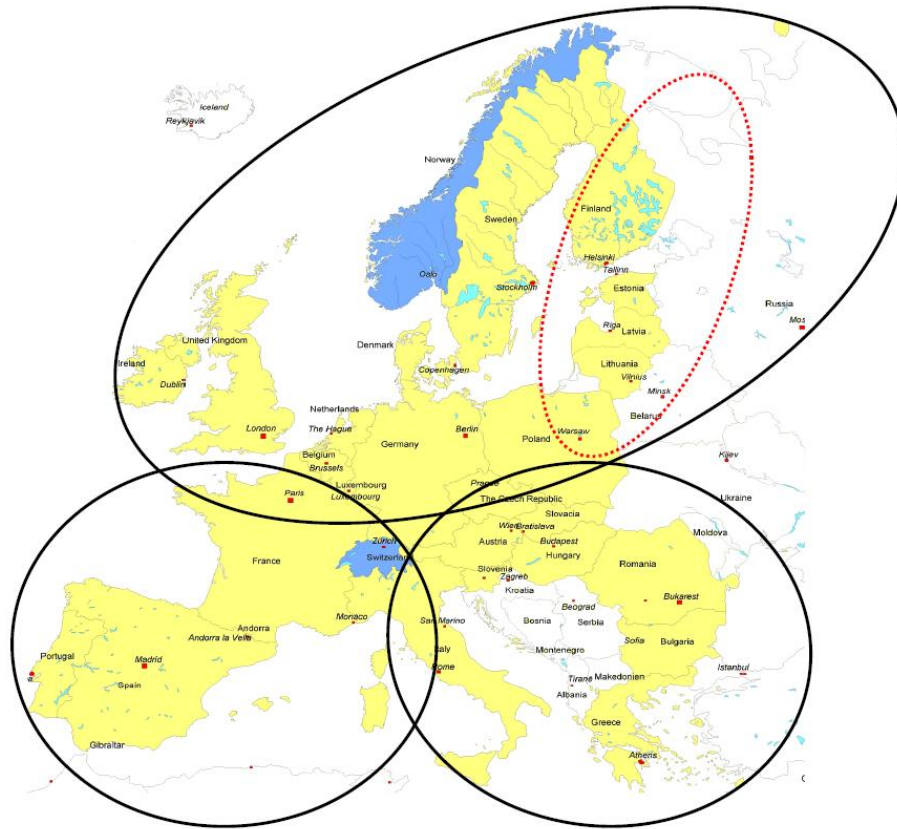 Iceland
Reykjavik
Norway
Sweden
Finland
Oslo
Helsinki
Tallinn
Stockholm
Estonia
Russia
Mos
Riga
Latvia
United Kingdom
Denmark
Ireland
Lithuania
Copenhagen
Vilnius
Dublin
Minsk
Netherlands
Belarus
London
The Hague
Berlin
Warsaw
Germany
Poland
Belgium
Brussels
Kijev
Luxembourg
Prague
Luxembourg
Paris
The Czech Republic
Ukraine
Slovacia
Wien
Bratislava
Moldova
Zürich
Austria
Budapest
Switzerland
Hungary
France
Romania
Slovenia
Zagreb
Kroatia
Bukarest
Beograd
Monaco
San Marino
Bosnia
Serbia
Andorra
Andorra la Vella
Sofia
Bulgaria
Italy
Portugal
Montenegro
Madrid
Rome
Istanbul
Tirane
Makedonien
Spain
Albania
Greece
Gibraltar
Athens